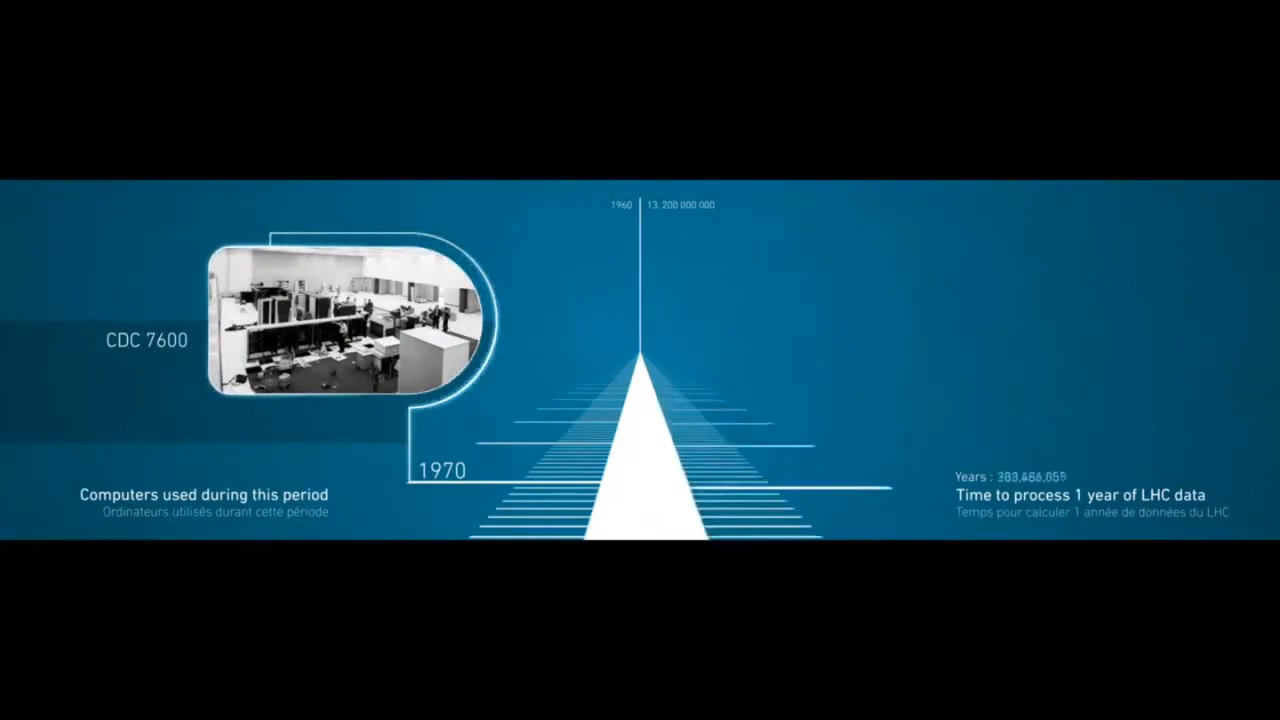 1960
13. 200 000 000
CDC 7600
1970
Computers used during this period
Ordinateurs utilisés durant cette période
Years :
Time to process 1 year of LHC data
Temps pour calculer 1 année de données du LHC